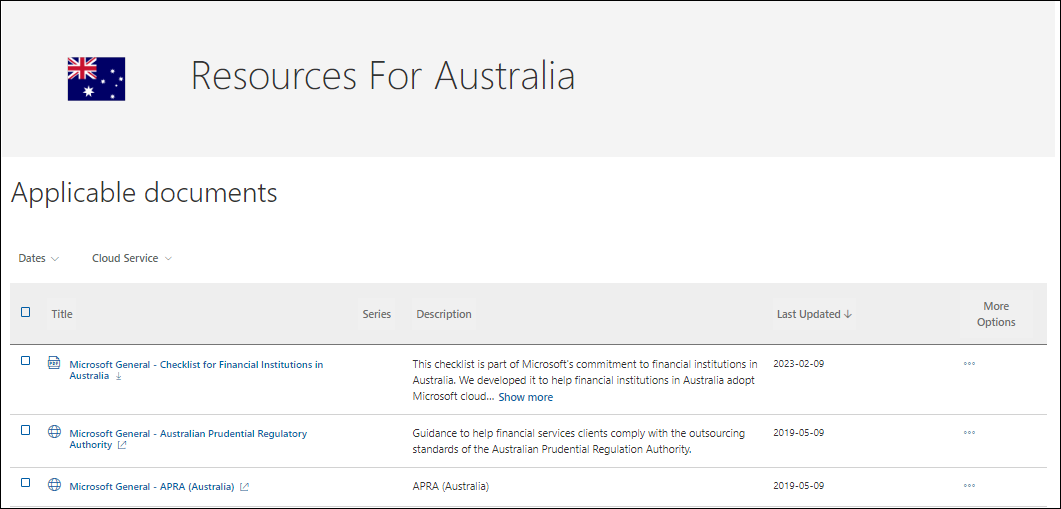 Resources For Australia
Applicable documents
Dates
Cloud Service
Title
Series
Description
Last Updated ↓
More
Options
PDF
Microsoft General - Checklist for Financial Institutions in
Australia
This checklist is part of Microsoft's commitment to financial institutions in
Australia. We developed it to help financial institutions in Australia adopt
Microsoft cloud... Show more
2023-02-09
Microsoft General - Australian Prudential Regulatory
Authority
Guidance to help financial services clients comply with the outsourcing
standards of the Australian Prudential Regulation Authority.
2019-05-09
Microsoft General - APRA (Australia)
APRA (Australia)
2019-05-09